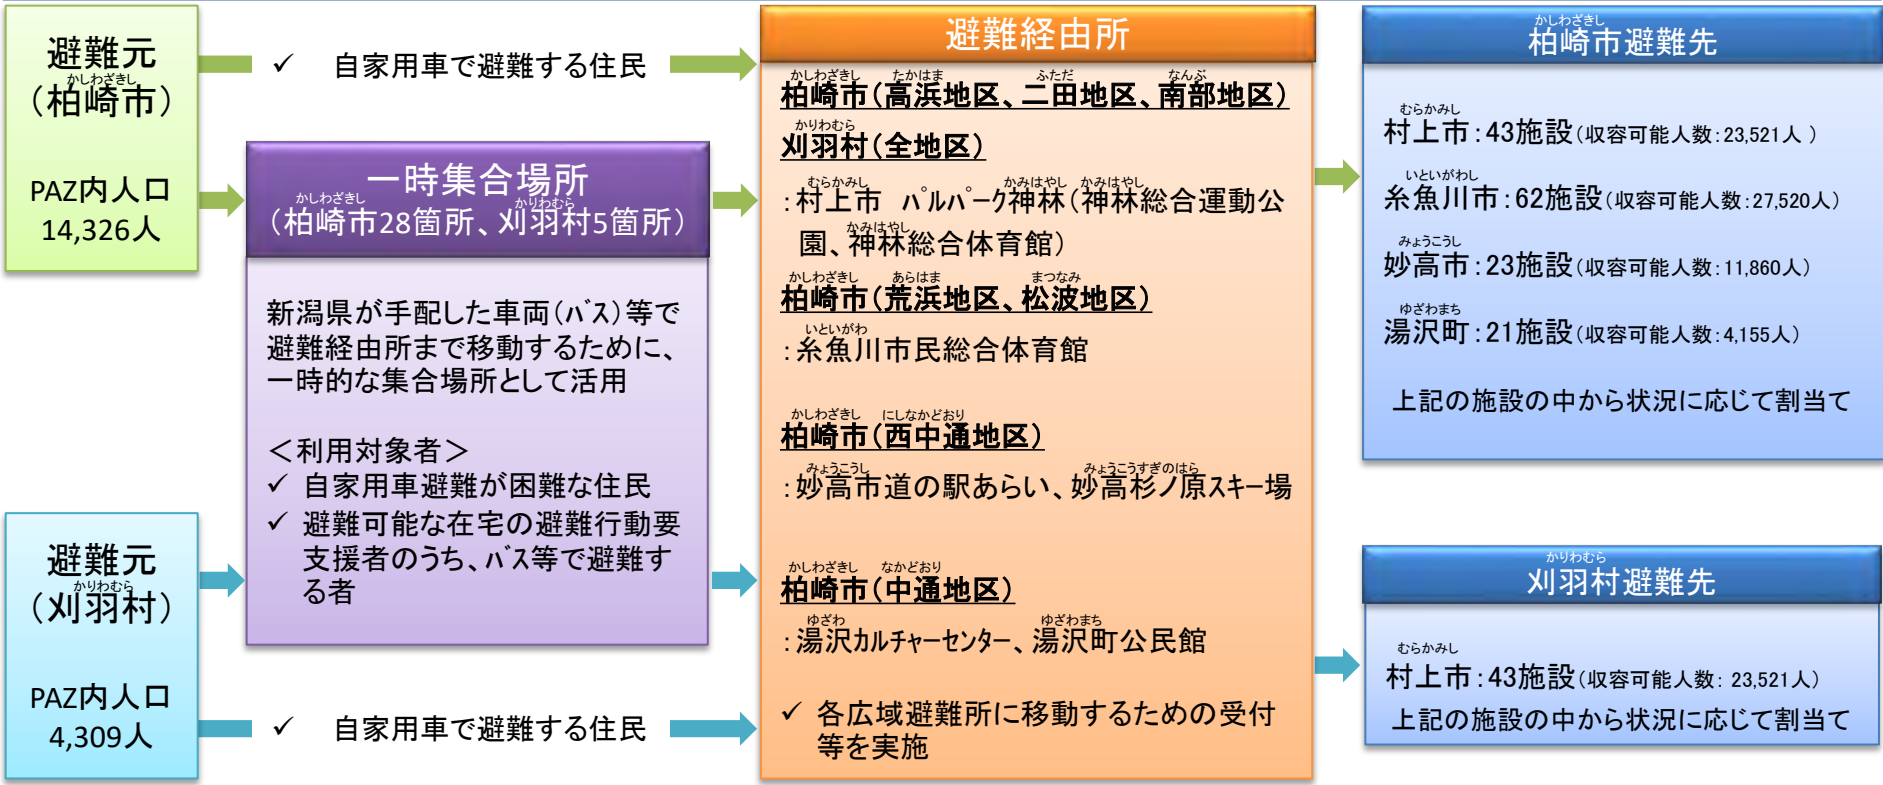 避難元
かしわざきし
（柏崎市）
PAZ内人口
14,326人
✓ 自家用車で避難する住民
一時集合場所
かしわざきし かりわむら
（柏崎市28箇所、刈羽村5箇所）
新潟県が手配した車両（バス）等で
避難経由所まで移動するために、
一時的な集合場所として活用
＜利用対象者＞
✓ 自家用車避難が困難な住民
✓ 避難可能な在宅の避難行動要
支援者のうち、バス等で避難す
る者
避難元
かりわむら
（刈羽村）
PAZ内人口
4,309人
✓ 自家用車で避難する住民
避難経由所
かしわざきし たかはま ふただ なんぶ
柏崎市（高浜地区、二田地区、南部地区）
かりわむら
刈羽村（全地区）
むらかみし かみはやし かみはやし
：村上市 パルパーク神林（神林総合運動公
かみはやし
園、神林総合体育館）
かしわざきし あらはま まつなみ
柏崎市（荒浜地区、松波地区）
いといがわ
：糸魚川市民総合体育館
かしわざきし にしなかどおり
柏崎市（西中通地区）
みょうこうし みょうこうすぎのはら
：妙高市道の駅あらい、妙高杉ノ原スキー場
かしわざきし なかどおり
柏崎市（中通地区）
ゆざわ ゆざわまち
：湯沢カルチャーセンター、湯沢町公民館
✓ 各広域避難所に移動するための受付
等を実施
かしわざきし
柏崎市避難先
むらかみし
村上市：43施設（収容可能人数：23,521人 ）
いといがわし
糸魚川市：62施設（収容可能人数：27,520人）
みょうこうし
妙高市：23施設（収容可能人数：11,860人）
ゆざわまち
湯沢町：21施設（収容可能人数：4,155人）
上記の施設の中から状況に応じて割当て
かりわむら
刈羽村避難先
むらかみし
村上市：43施設（収容可能人数： 23,521人）
上記の施設の中から状況に応じて割当て